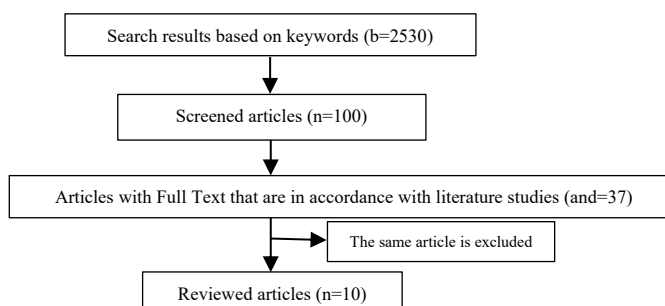 Search results based on keywords (b=2530)
Screened articles (n=100)
Articles with Full Text that are in accordance with literature studies (and=37)
The same article is excluded
Reviewed articles (n=10)